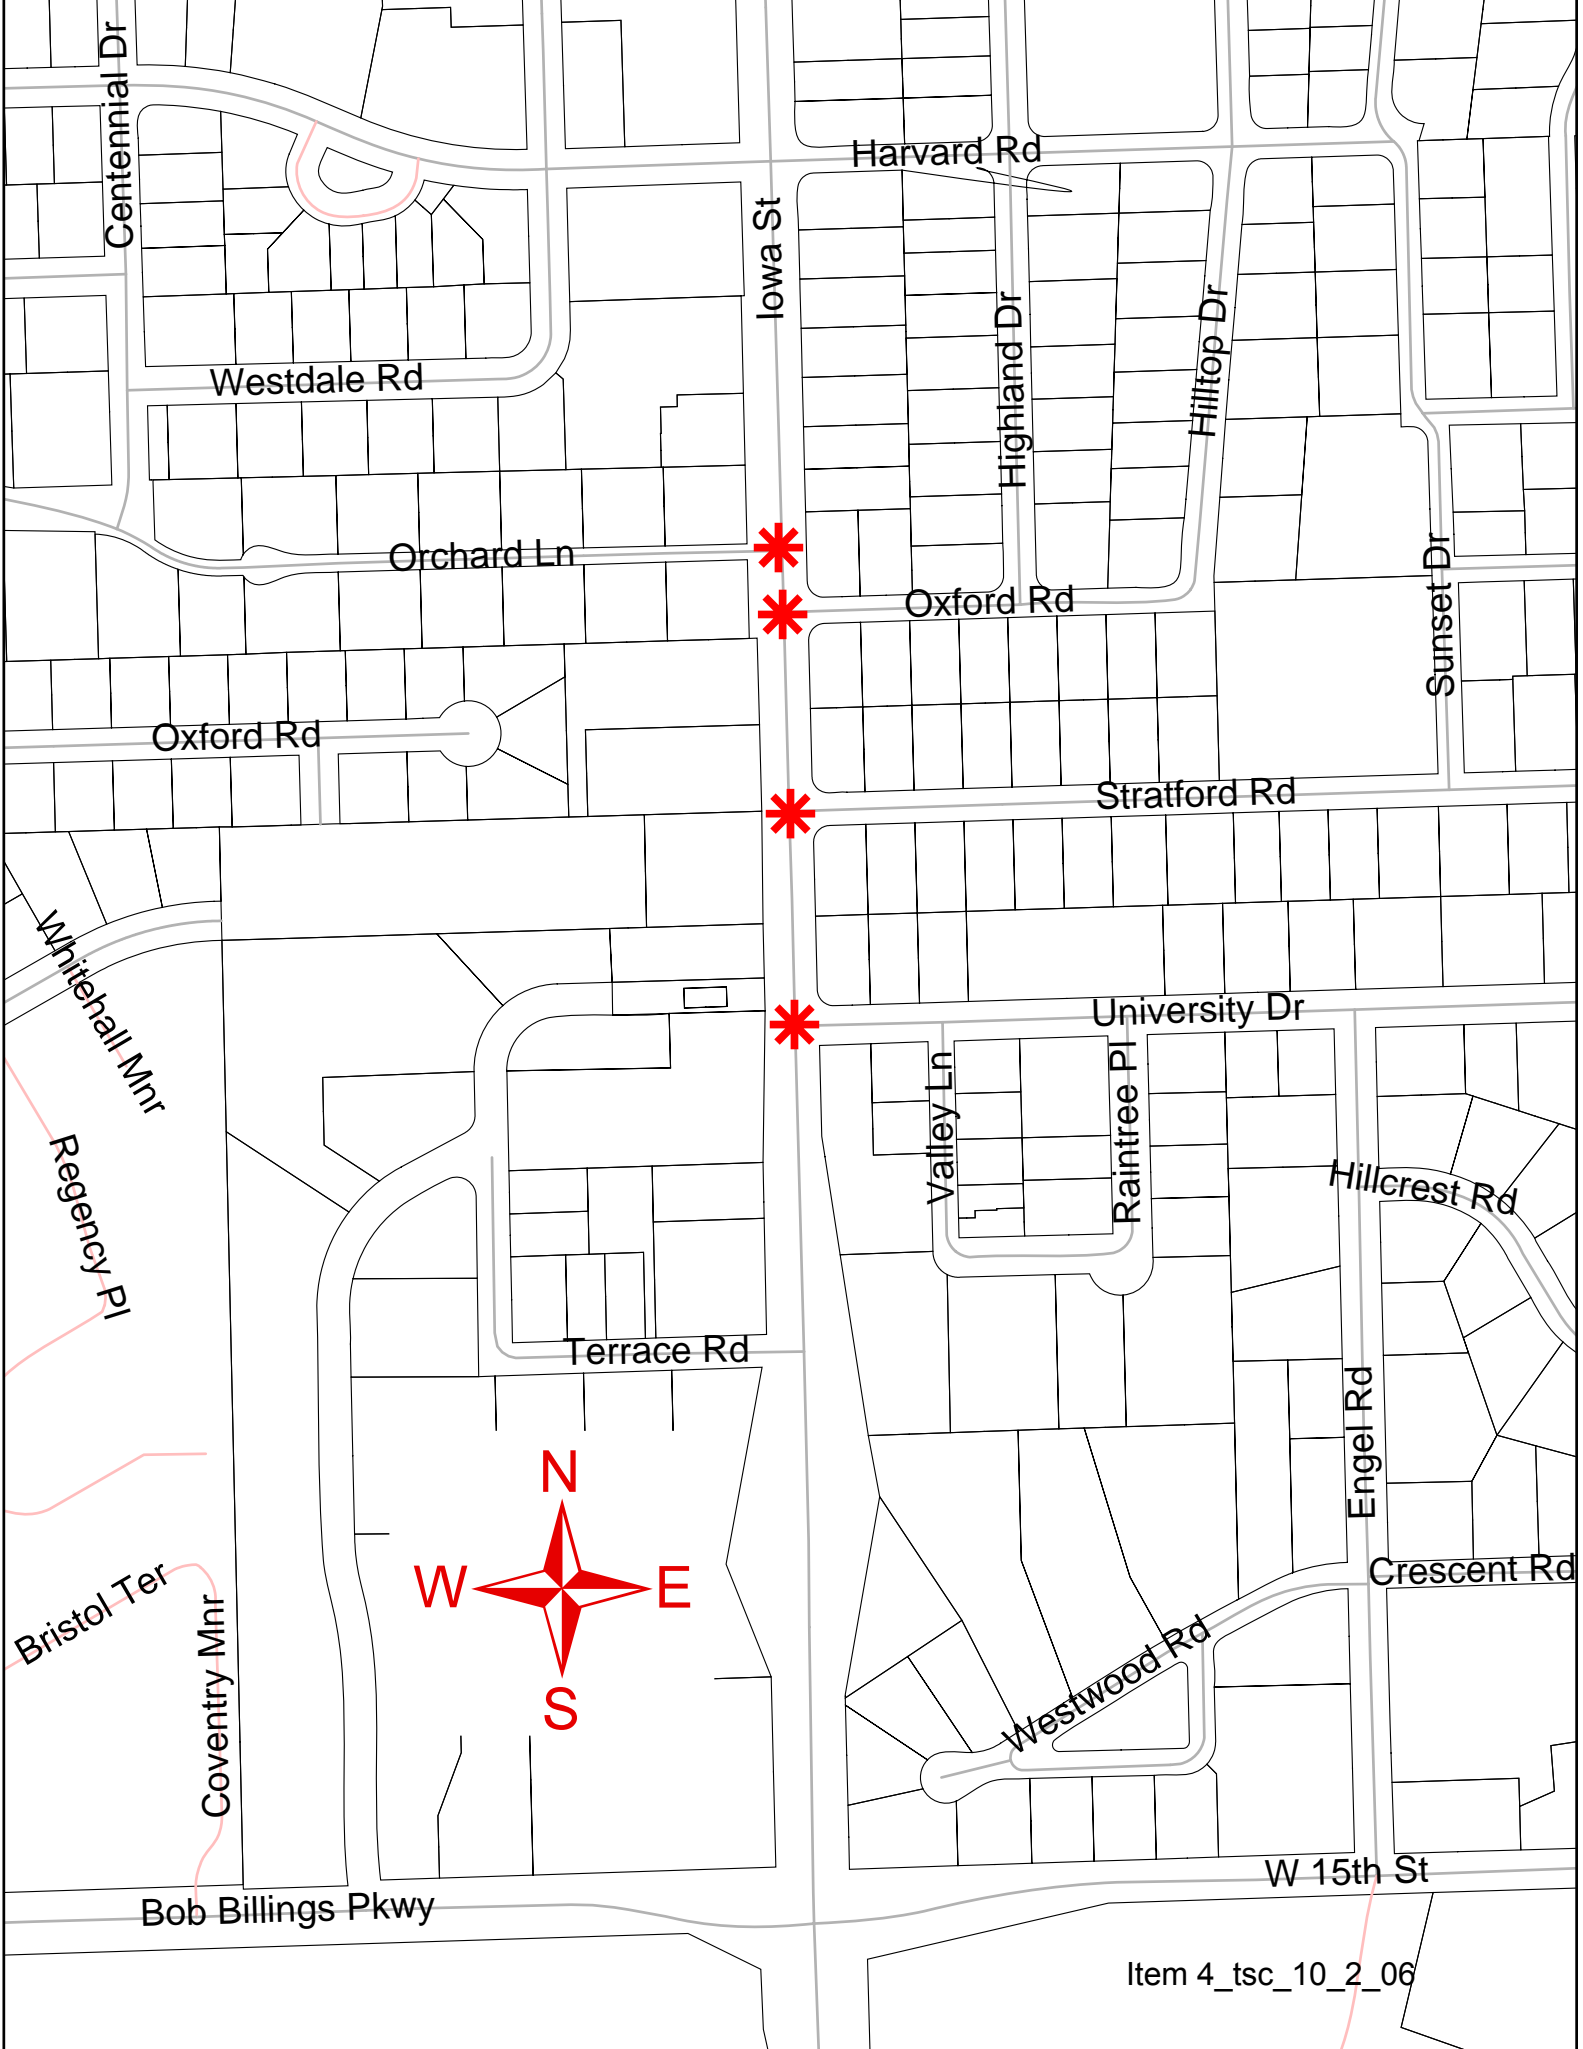 Centennial Dr
Harvard Rd
Iowa St
Highland Dr
Hilltop Dr
Westdale Rd
Orchard Ln
Oxford Rd
Sunset Dr
Oxford Rd
Stratford Rd
Whitehall Mnr
University Dr
Valley Ln
Raintree Pl
Regency Pl
Hillcrest Rd
Terrace Rd
Engel Rd
N
W
E
S
Crescent Rd
Bristol Ter
Coventry Mnr
Westwood Rd
W 15th St
Bob Billings Pkwy
Item 4_tsc_10_2_06